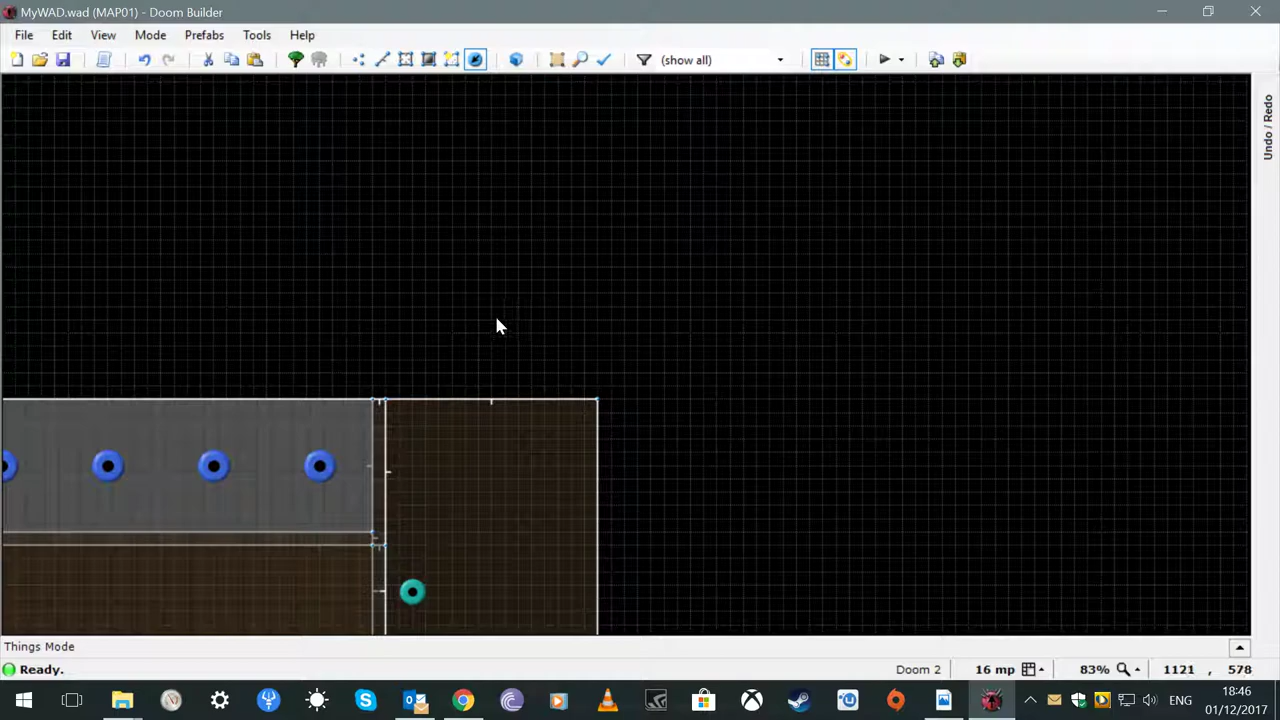 MyWAD.wad (MAP01) - Doom Builder
File Edit View Mode Prefabs Tools Help
(show all)
Undo / Redo
Things Mode
Ready.
Doom 2 16 mp 83% 1121 , 578
ENG
18:46
01/12/2017